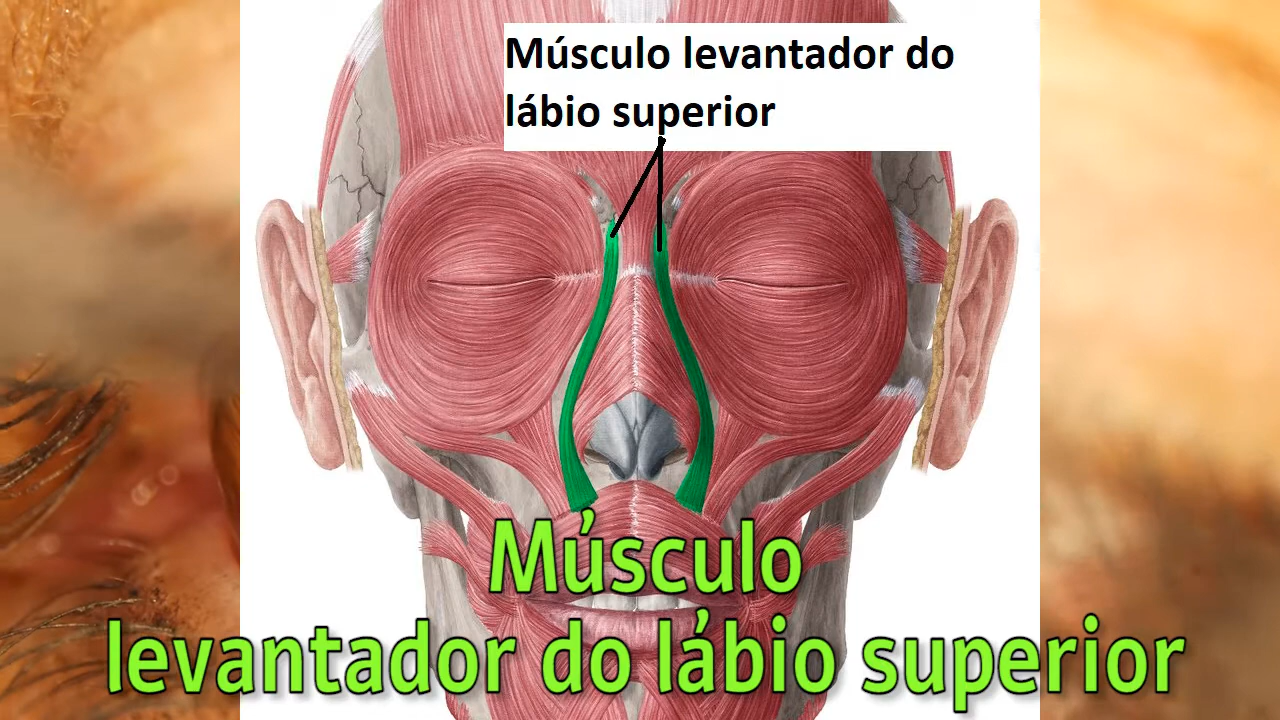 Músculo levantador do
lábio superior
Músculo
levantador do lábio superior